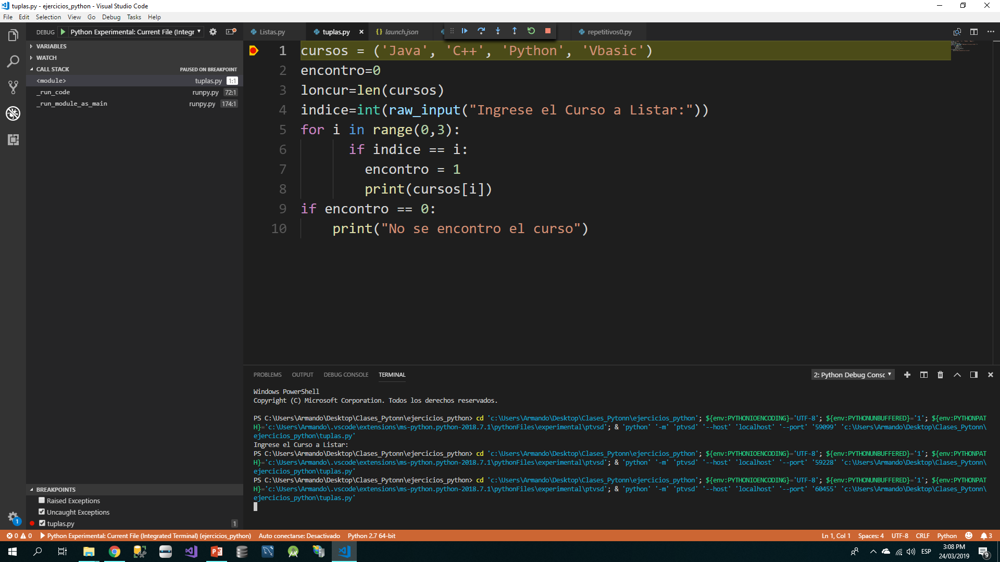 tuplas.py - ejercicios_python - Visual Studio Code
File Edit Selection View Go Debug Tasks Help
DEBUG Python Experimental: Current File (Integr
Listas.py tuplas.py launch.json repetitivos0.py
VARIABLES
WATCH
CALL STACK PAUSED ON BREAKPOINT
<module> tuplas.py 1:1
_run_code runpy.py 72:1
_run_module_as_main runpy.py 174:1
1 cursos = ('Java', 'C++', 'Python', 'Vbasic')
2 encontro=0
3 loncur=len(cursos)
4 indice=int(raw_input("Ingrese el Curso a Listar:"))
5 for i in range(0,3):
6 if indice == i:
7 encontro = 1
8 print(cursos[i])
9 if encontro == 0:
10 print("No se encontro el curso")
PROBLEMS OUTPUT DEBUG CONSOLE TERMINAL 2: Python Debug Consc
Windows PowerShell
Copyright (C) Microsoft Corporation. Todos los derechos reservados.
PS C:\Users\Armando\Desktop\Clases_Pytonn\ejercicios_python> cd 'c:\Users\Armando\Desktop\Clases_Pytonn\ejercicios_python'; ${env:PYTHONIOENCODING}='UTF-8'; ${env:PYTHONUNBUFFERED}='1'; ${env:PYTHONPAT
H}='c:\Users\Armando\.vscode\extensions\ms-python.python-2018.7.1\pythonFiles\experimental\ptvsd'; & 'python' '-m' 'ptvsd' '--host' 'localhost' '--port' '59099' 'c:\Users\Armando\Desktop\Clases_Pytonn\
ejercicios_python\tuplas.py'
Ingrese el Curso a Listar:
PS C:\Users\Armando\Desktop\Clases_Pytonn\ejercicios_python> cd 'c:\Users\Armando\Desktop\Clases_Pytonn\ejercicios_python'; ${env:PYTHONIOENCODING}='UTF-8'; ${env:PYTHONUNBUFFERED}='1'; ${env:PYTHONPAT
H}='c:\Users\Armando\.vscode\extensions\ms-python.python-2018.7.1\pythonFiles\experimental\ptvsd'; & 'python' '-m' 'ptvsd' '--host' 'localhost' '--port' '59228' 'c:\Users\Armando\Desktop\Clases_Pytonn\
ejercicios_python\tuplas.py'
PS C:\Users\Armando\Desktop\Clases_Pytonn\ejercicios_python> cd 'c:\Users\Armando\Desktop\Clases_Pytonn\ejercicios_python'; ${env:PYTHONIOENCODING}='UTF-8'; ${env:PYTHONUNBUFFERED}='1'; ${env:PYTHONPAT
H}='c:\Users\Armando\.vscode\extensions\ms-python.python-2018.7.1\pythonFiles\experimental\ptvsd'; & 'python' '-m' 'ptvsd' '--host' 'localhost' '--port' '60455' 'c:\Users\Armando\Desktop\Clases_Pytonn\
ejercicios_python\tuplas.py'
BREAKPOINTS
Raised Exceptions
Uncaught Exceptions
tuplas.py 1
1
0 0 Python Experimental: Current File (Integrated Terminal) (ejercicios_python) Auto conectarse: Desactivado Python 2.7 64-bit Ln 1, Col 1 Spaces: 4 UTF-8 CRLF Python 3
ESP 3:08 PM
24/03/2019 9